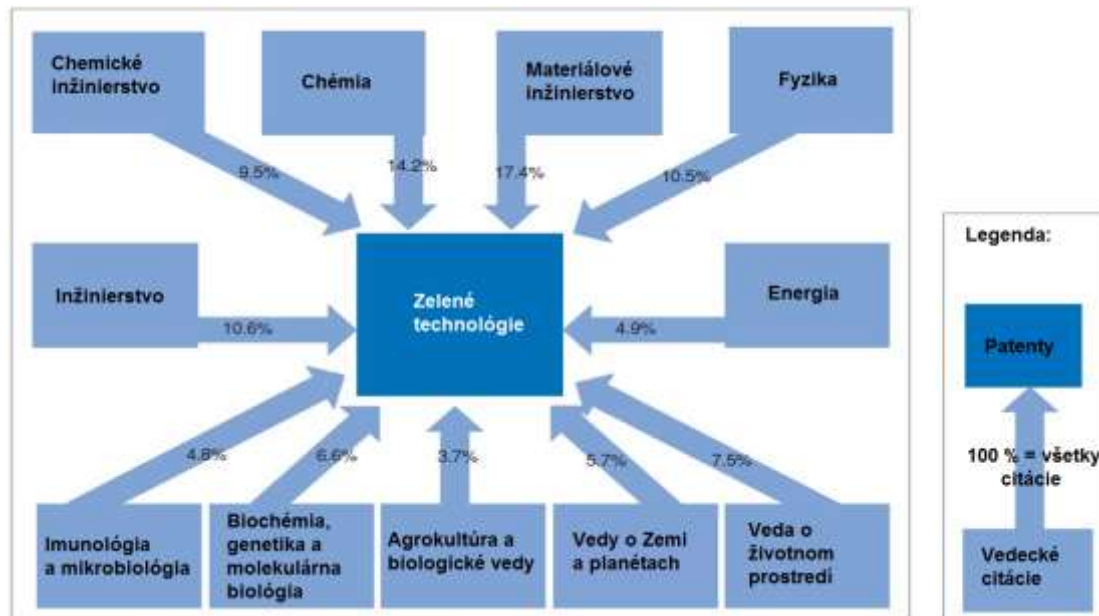 Chemické
inžinierstvo
Chémia
Materiálové
inžinierstvo
Fyzika
9.5%
14.2%
17.4%
10.5%
Inžinierstvo
10.6%
Zelené
technológie
4.9%
Energia
4.8%
6.6%
3.7%
5.7%
7.5%
Imunológia
a mikrobiológia
Biochémia,
genetika a
molekulárna
biológia
Agrokultúra a
biologické vedy
Vedy o Zemi
a planétach
Veda o
životnom
prostredí
Legenda:
Patenty
100 % = všetky
citácie
Vedecké
citácie